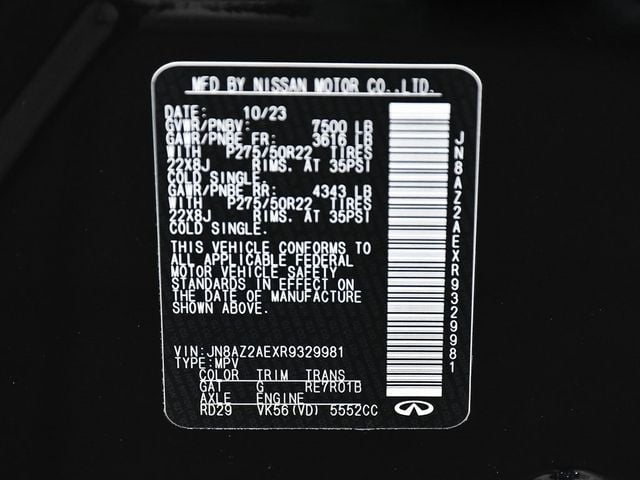 MFD BY NISSAN MOTOR CO.,LTD.
DATE: 10/23
GVWR/PNBV: 7500 LB
GAWR/PNBE FR: 3616 LB
WITH P275/50R22 TIRES
22X8J RIMS. AT 35PSI
COLD SINGLE.
GAWR/PNBE RR: 4343 LB
WITH P275/50R22 TIRES
22X8J RIMS. AT 35PSI
COLD SINGLE.
THIS VEHICLE CONFORMS TO
ALL APPLICABLE FEDERAL
MOTOR VEHICLE SAFETY
STANDARDS IN EFFECT ON
THE DATE OF MANUFACTURE
SHOWN ABOVE.
VIN:JN8AZ2AEXR9329981
TYPE:MPV
COLOR TRIM TRANS
GAT G RE7R01B
AXLE ENGINE
RD29 VK56(VD) 5552CC
JN8AZ2AEXR9329981